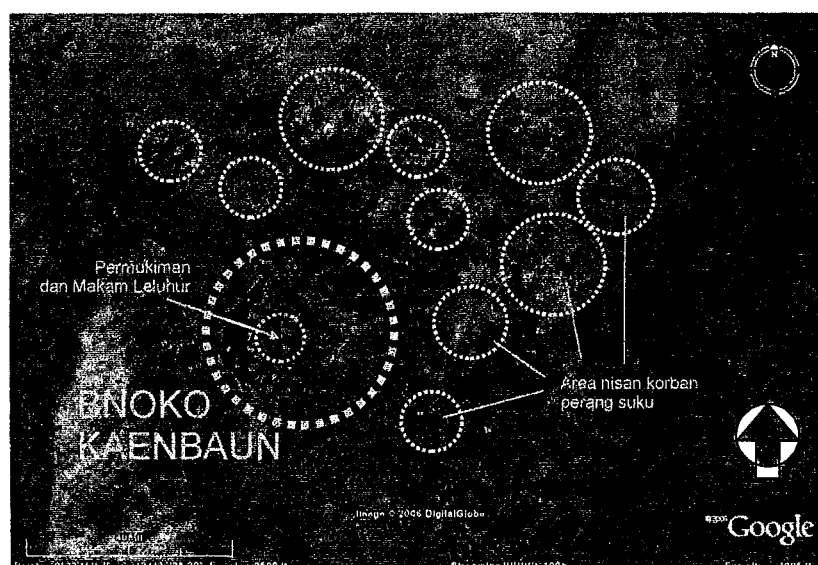 N
Permukiman
dan Makam Leluhur
BNOKO
KAENBAUN
Area nisan korban
perang suku
Image © 2006 DigitalGlobe
Google